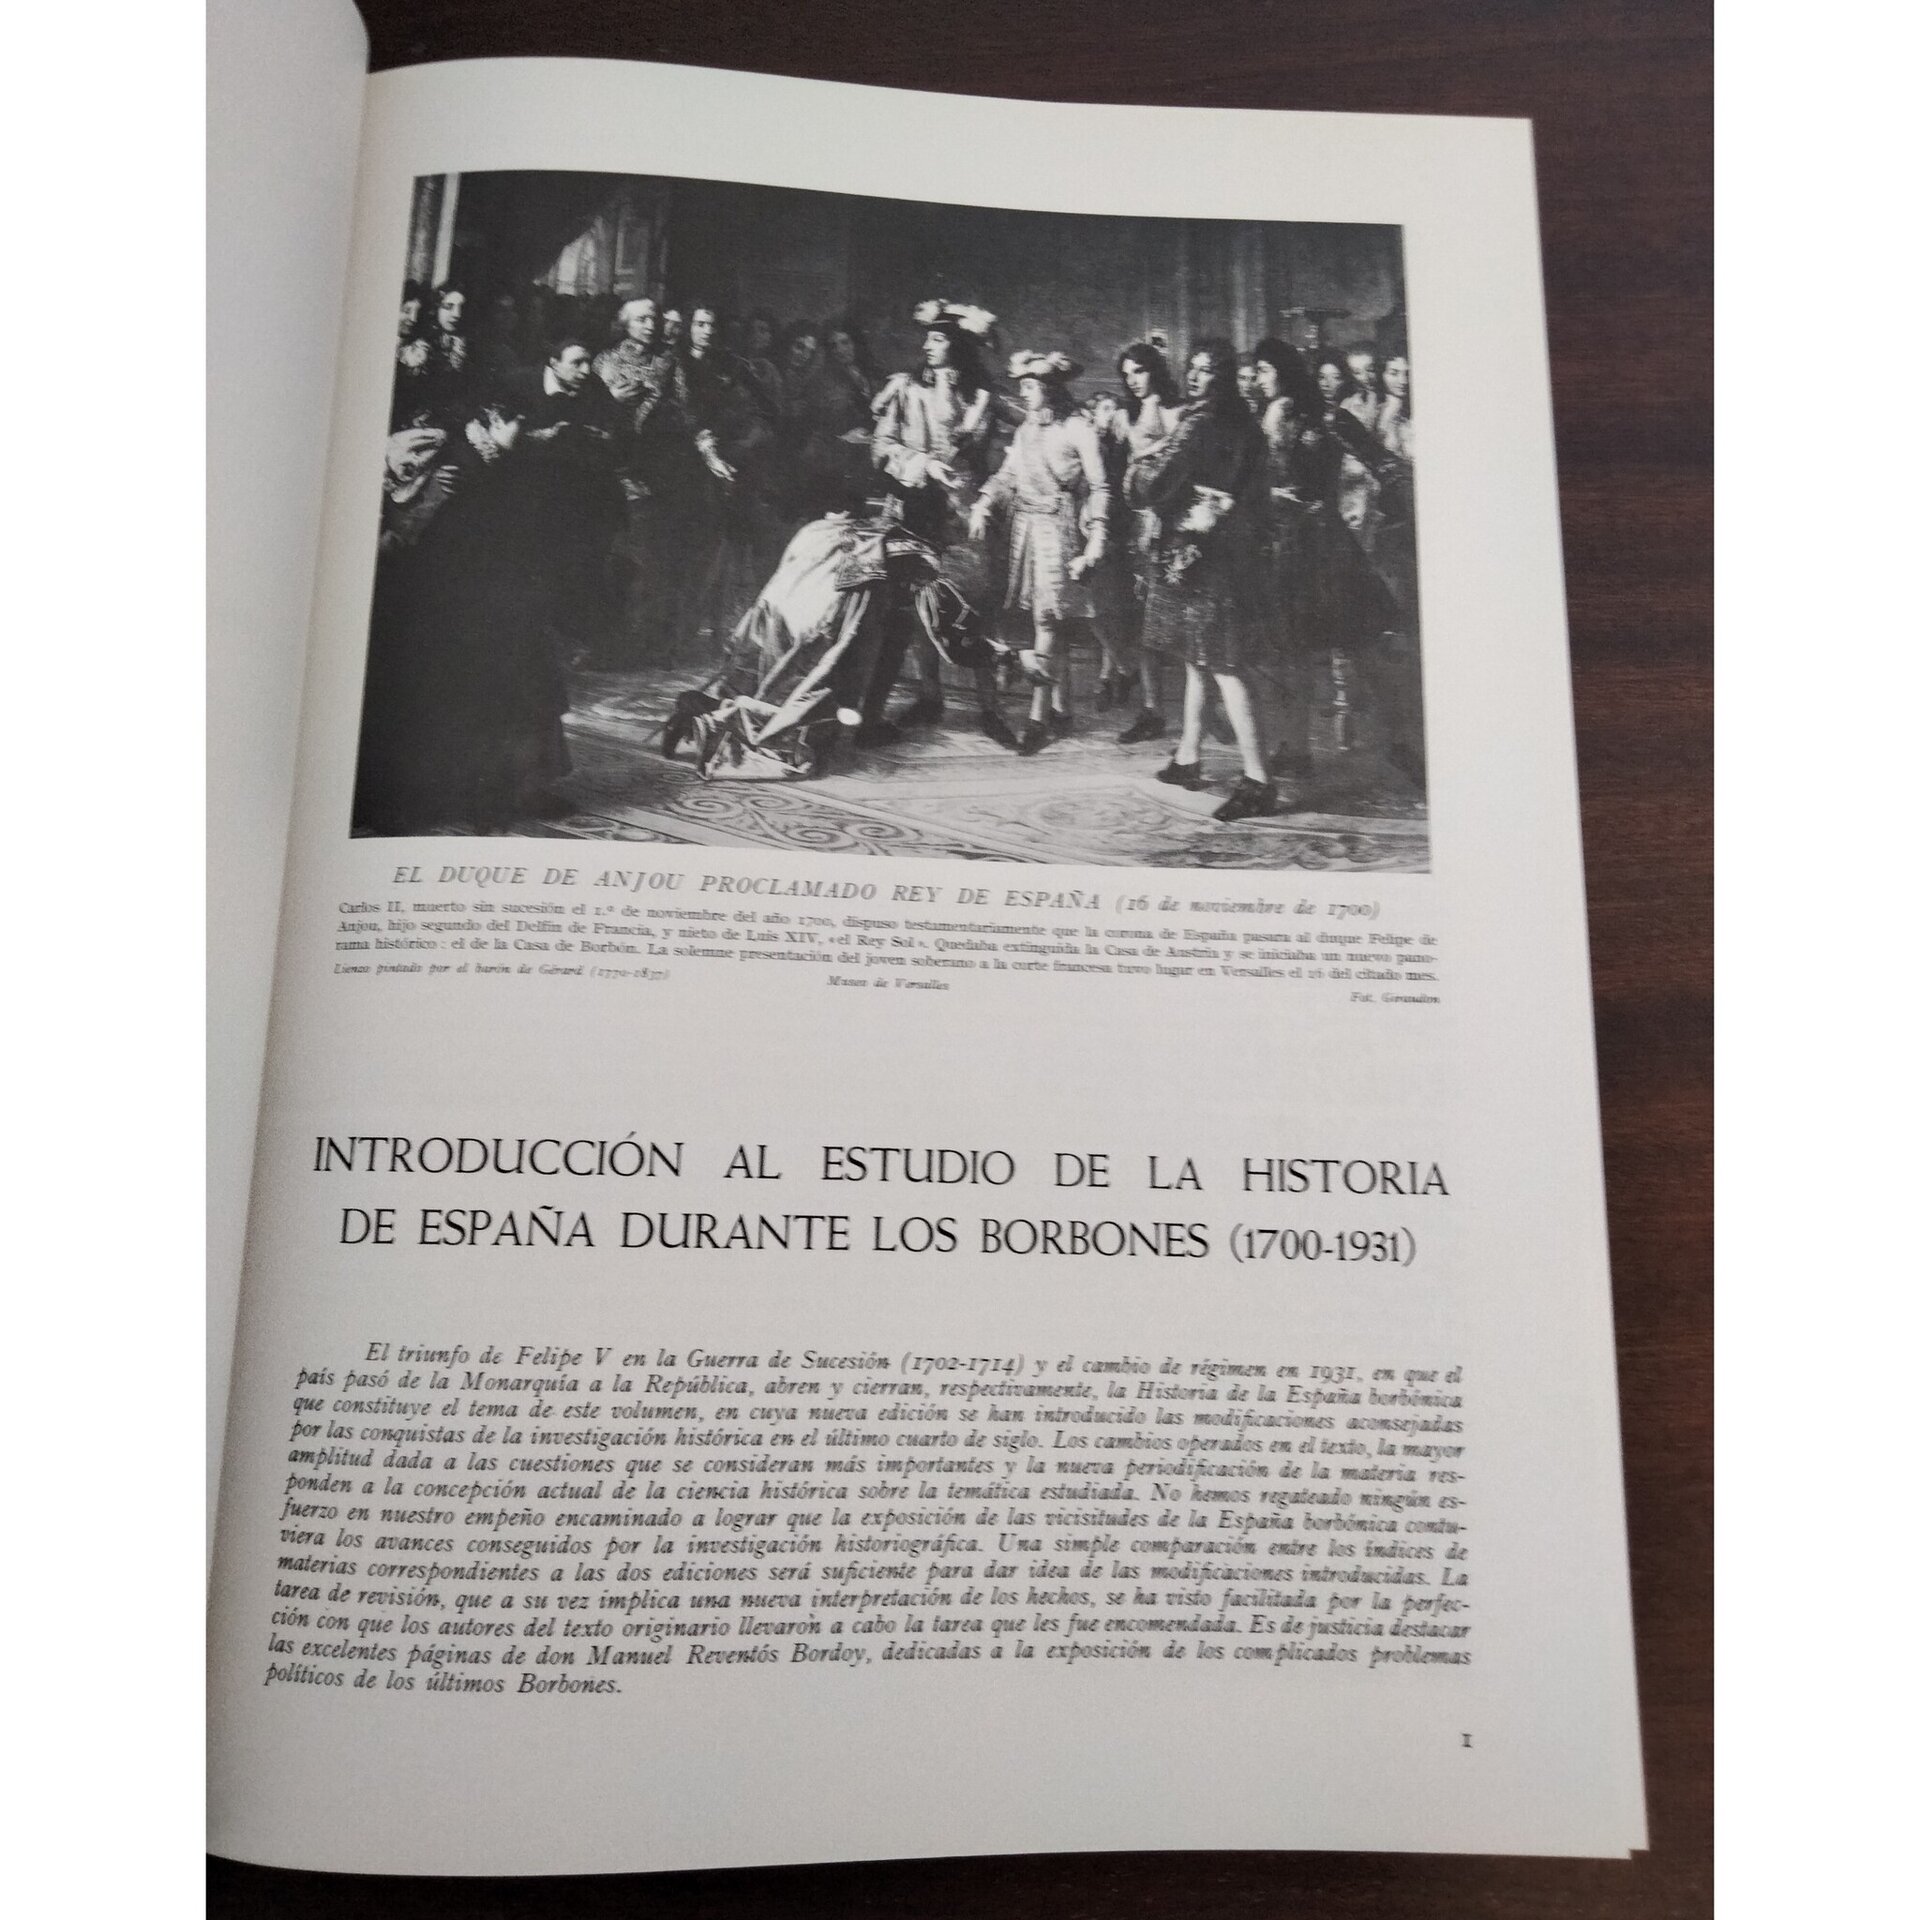 EL DUQUE DE ANJOU PROCLAMADO REY DE ESPAÑA (16 de noviembre de 1700)
Carlos II, muerto sin sucesión el 1.º de noviembre del año 1700, dispuso testamentariamente que la corona de España pasara al duque Felipe de
Anjou, hijo segundo del Delfín de Francia, y nieto de Luis XIV, «el Rey Sol». Quedaba extinguida la Casa de Austria y se iniciaba un nuevo pano-
rama histórico: el de la Casa de Borbón. La solemne presentación del joven soberano a la corte francesa tuvo lugar en Versalles el 16 del citado mes.
Lienzo pintado por el barón de Gérard (1770-1837) Museo de Versalles Fot. Giraudon
INTRODUCCIÓN AL ESTUDIO DE LA HISTORIA
DE ESPAÑA DURANTE LOS BORBONES (1700-1931)
El triunfo de Felipe V en la Guerra de Sucesión (1702-1714) y el cambio de régimen en 1931, en que el
país pasó de la Monarquía a la República, abren y cierran, respectivamente, la Historia de la España borbónica
que constituye el tema de este volumen, en cuya nueva edición se han introducido las modificaciones aconsejadas
por las conquistas de la investigación histórica en el último cuarto de siglo. Los cambios operados en el texto, la mayor
amplitud dada a las cuestiones que se consideran más importantes y la nueva periodificación de la materia res-
ponden a la concepción actual de la ciencia histórica sobre la temática estudiada. No hemos regateado ningún es-
fuerzo en nuestro empeño encaminado a lograr que la exposición de las vicisitudes de la España borbónica contu-
viera los avances conseguidos por la investigación historiográfica. Una simple comparación entre los índices de
materias correspondientes a las dos ediciones será suficiente para dar idea de las modificaciones introducidas. La
tarea de revisión, que a su vez implica una nueva interpretación de los hechos, se ha visto facilitada por la perfec-
ción con que los autores del texto originario llevaron a cabo la tarea que les fue encomendada. Es de justicia destacar
las excelentes páginas de don Manuel Reventós Bordoy, dedicadas a la exposición de los complicados problemas
políticos de los últimos Borbones.
1